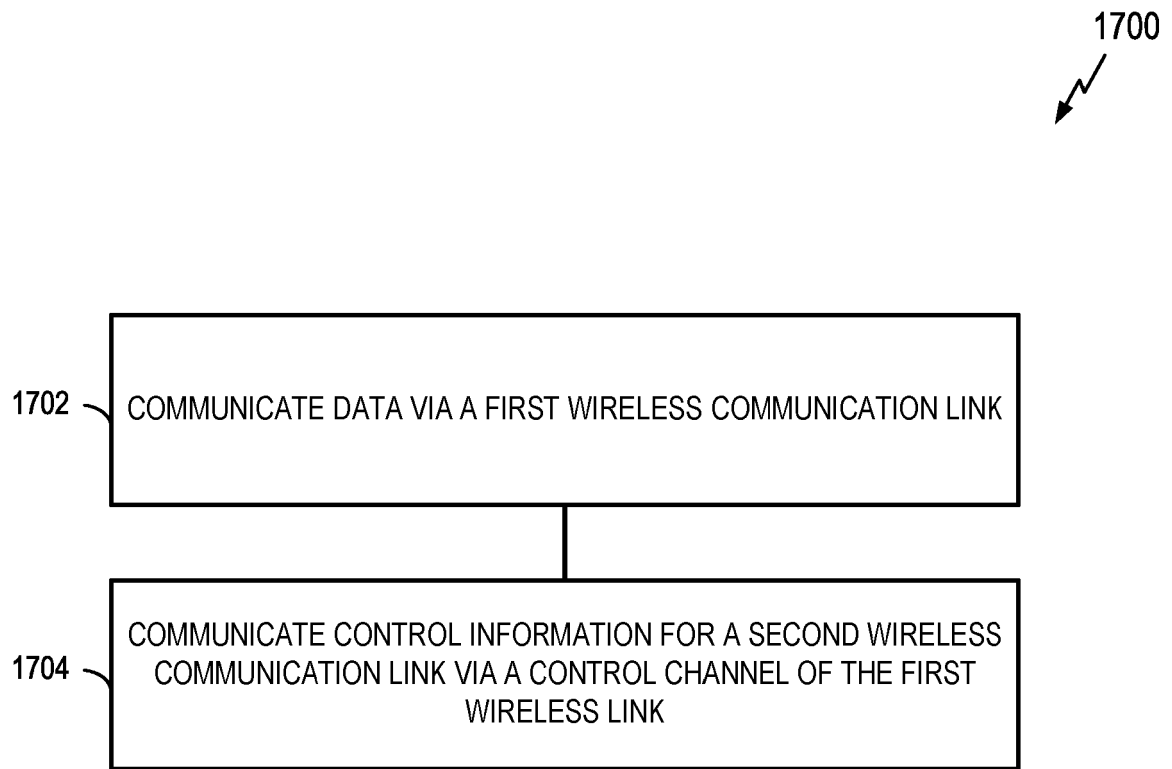 1700
1702
COMMUNICATE DATA VIA A FIRST WIRELESS COMMUNICATION LINK
1704
COMMUNICATE CONTROL INFORMATION FOR A SECOND WIRELESS
COMMUNICATION LINK VIA A CONTROL CHANNEL OF THE FIRST
WIRELESS LINK